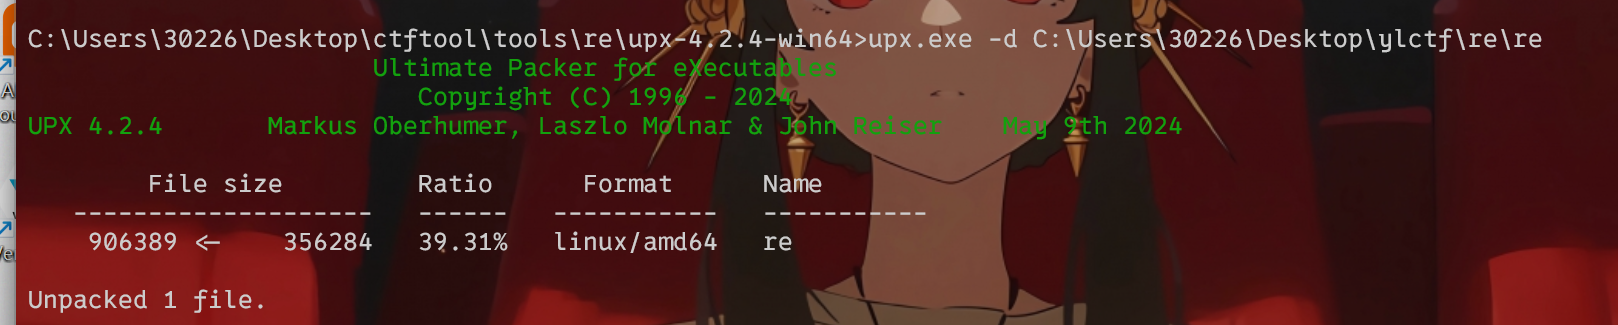 C:\Users\30226\Desktop\ctftool\tools\re\upx-4.2.4-win64>upx.exe -d C:\Users\30226\Desktop\ylctf\re\re
Ultimate Packer for eXecutables
Copyright (C) 1996 - 2024
UPX 4.2.4 Markus Oberhumer, Laszlo Molnar & John Reiser May 9th 2024
File size Ratio Format Name
-------------------- ------ ----------- -----------
906389 <- 356284 39.31% linux/amd64 re
Unpacked 1 file.